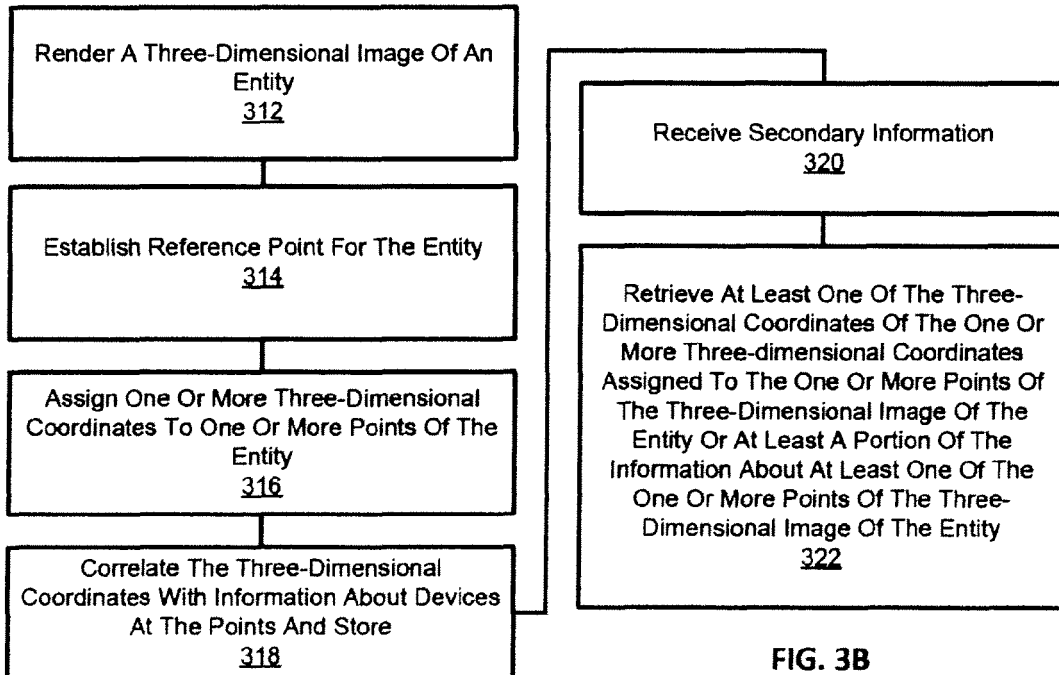 Render A Three-Dimensional Image Of An
Entity
312
Establish Reference Point For The Entity
314
Assign One Or More Three-Dimensional
Coordinates To One Or More Points Of The
Entity
316
Correlate The Three-Dimensional
Coordinates With Information About Devices
At The Points And Store
318
Receive Secondary Information
320
Retrieve At Least One Of The Three-
Dimensional Coordinates Of The One Or
More Three-dimensional Coordinates
Assigned To The One Or More Points Of
The Three-Dimensional Image Of The
Entity Or At Least A Portion Of The
Information About At Least One Of The
One Or More Points Of The Three-
Dimensional Image Of The Entity
322
FIG. 3B